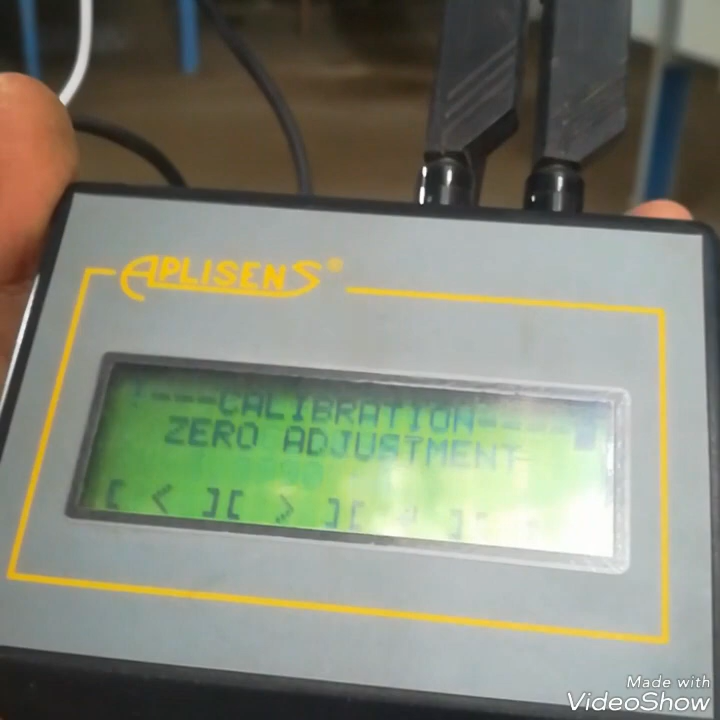 APLISENS®
----CALIBRATION----
ZERO ADJUSTMENT
[ < ][ > ][
Made with
VideoShow